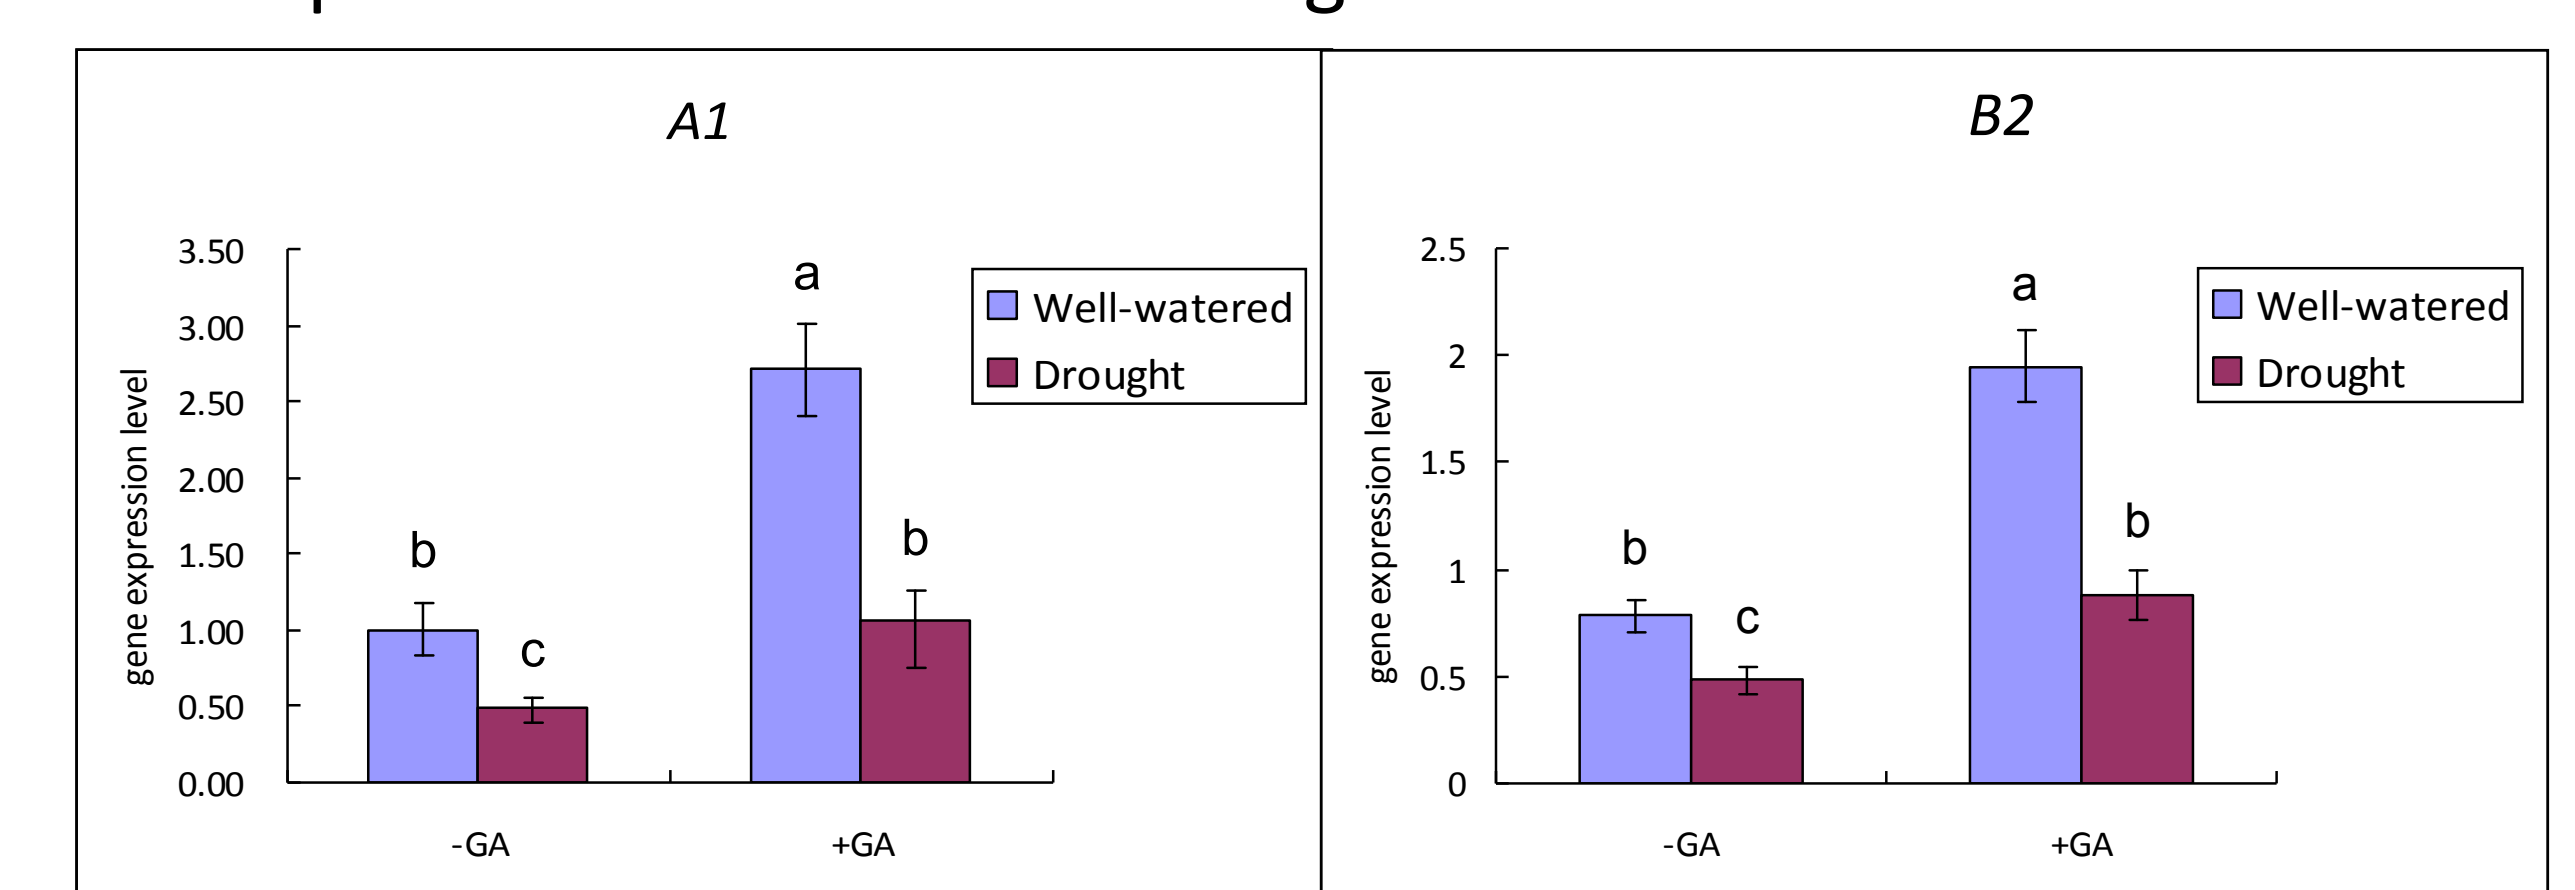 A1
3.50
3.00
2.50
2.00
1.50
1.00
0.50
0.00
gene expression level
a
b
b
c
Well-watered
Drought
-GA
+GA
B2
2.5
2
1.5
1
0.5
0
gene expression level
a
b
b
c
Well-watered
Drought
-GA
+GA